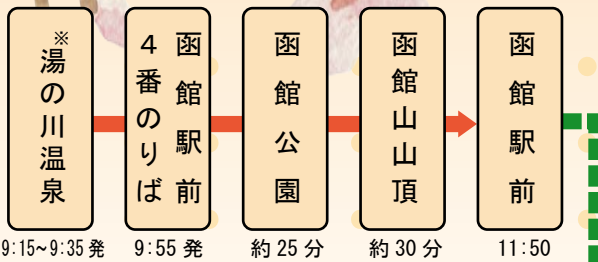 ※湯の川温泉
函館駅前
4番のりば
函館公園
函館山山頂
函館駅前
9:15~9:35 発
9:55 発
約 25 分
約 30 分
11:50